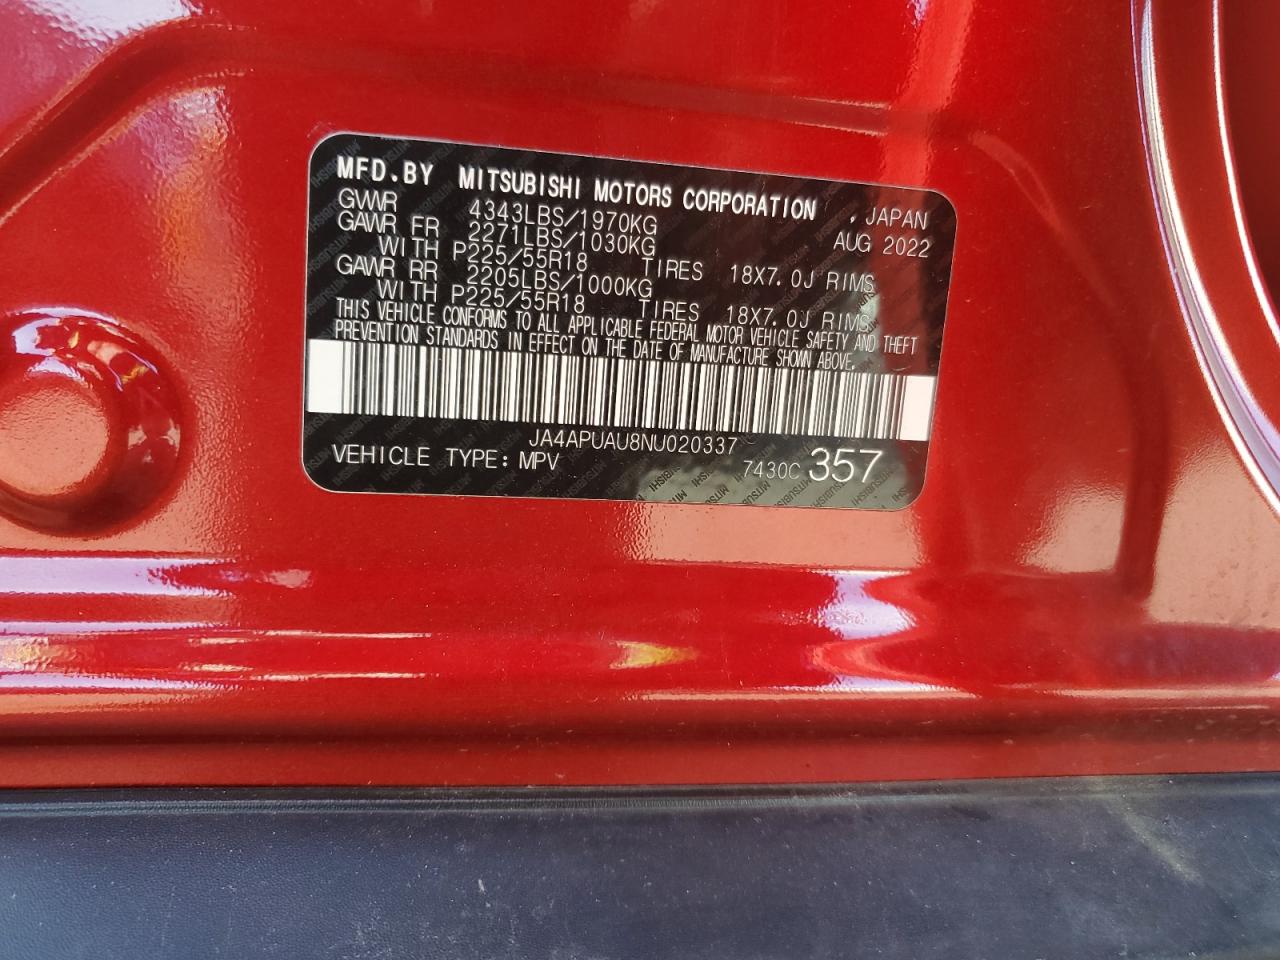 MFD.BY MITSUBISHI MOTORS CORPORATION , JAPAN
GVWR 4343LBS/1970KG AUG 2022
GAWR FR 2271LBS/1030KG
WITH P225/55R18 TIRES 18X7.0J RIMS
GAWR RR 2205LBS/1000KG
WITH P225/55R18 TIRES 18X7.0J RIMS
THIS VEHICLE CONFORMS TO ALL APPLICABLE FEDERAL MOTOR VEHICLE SAFETY AND THEFT
PREVENTION STANDARDS IN EFFECT ON THE DATE OF MANUFACTURE SHOWN ABOVE.
JA4APUAU8NU020337
VEHICLE TYPE: MPV 7430C 357